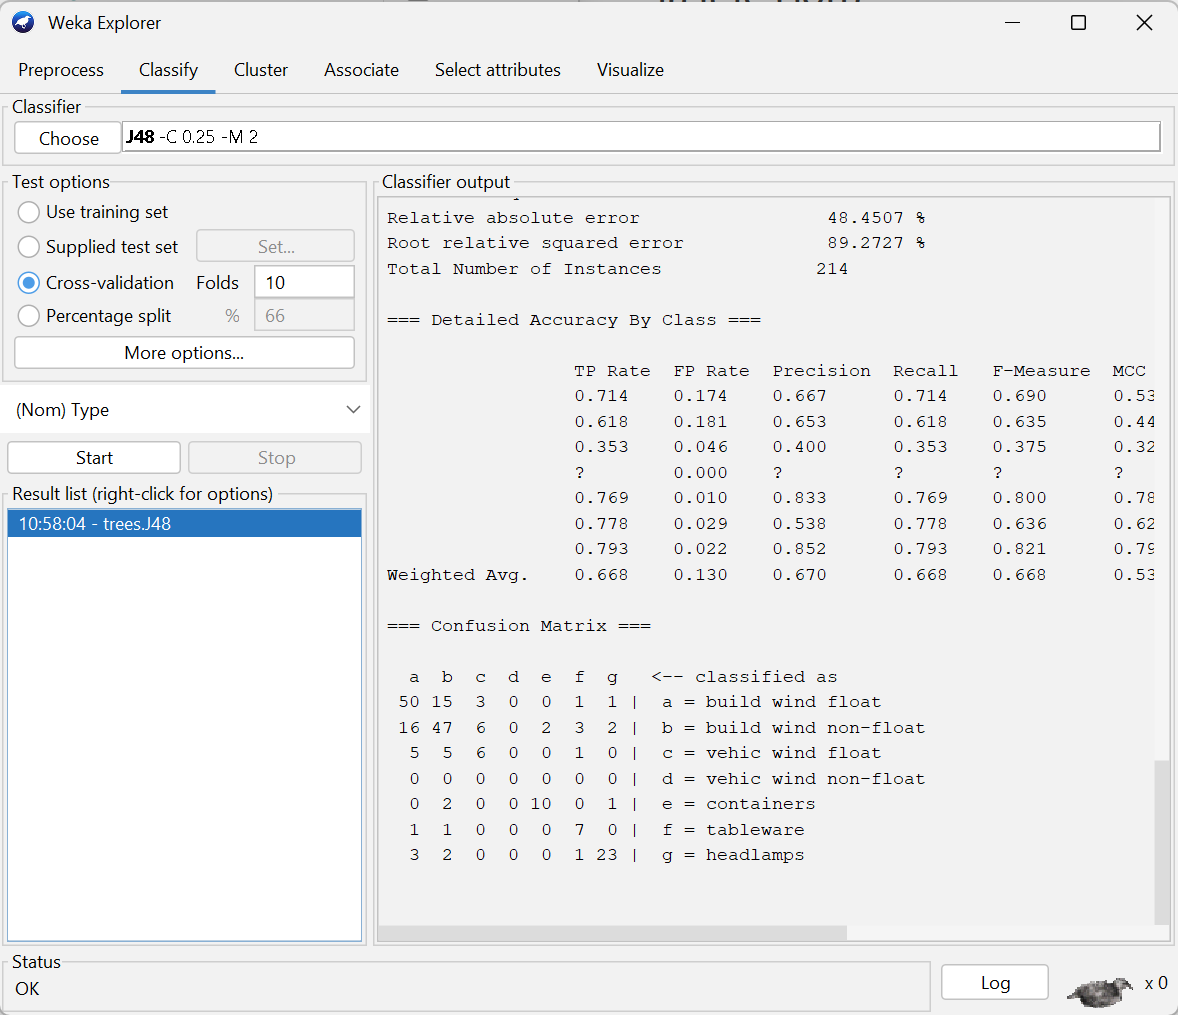 Weka Explorer
Preprocess Classify Cluster Associate Select attributes Visualize
Classifier
Choose J48 -C 0.25 -M 2
Test options
Use training set
Supplied test set Set...
Cross-validation Folds 10
Percentage split % 66
More options...
(Nom) Type
Start Stop
Result list (right-click for options)
10:58:04 - trees.J48
Classifier output
Relative absolute error 48.4507 %
Root relative squared error 89.2727 %
Total Number of Instances 214
=== Detailed Accuracy By Class ===
TP Rate FP Rate Precision Recall F-Measure MCC
0.714 0.174 0.667 0.714 0.690 0.53
0.618 0.181 0.653 0.618 0.635 0.44
0.353 0.046 0.400 0.353 0.375 0.32
? 0.000 ? ? ? ?
0.769 0.010 0.833 0.769 0.800 0.78
0.778 0.029 0.538 0.778 0.636 0.62
0.793 0.022 0.852 0.793 0.821 0.79
Weighted Avg. 0.668 0.130 0.670 0.668 0.668 0.53
=== Confusion Matrix ===
a b c d e f g <-- classified as
50 15 3 0 0 1 1 | a = build wind float
16 47 6 0 2 3 2 | b = build wind non-float
5 5 6 0 0 1 0 | c = vehic wind float
0 0 0 0 0 0 0 | d = vehic wind non-float
0 2 0 0 10 0 1 | e = containers
1 1 0 0 0 7 0 | f = tableware
3 2 0 0 0 1 23 | g = headlamps
Status
OK
Log
x 0